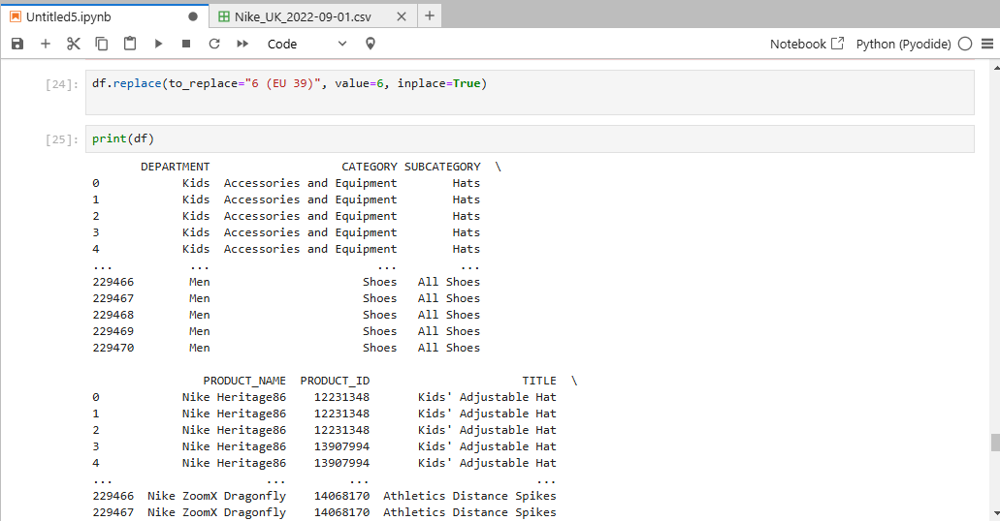 Untitled5.ipynb
Nike_UK_2022-09-01.csv
Code
Notebook
Python (Pyodide)
[24]:
df.replace(to_replace="6 (EU 39)", value=6, inplace=True)
[25]:
print(df)
DEPARTMENT CATEGORY SUBCATEGORY \
0 Kids Accessories and Equipment Hats
1 Kids Accessories and Equipment Hats
2 Kids Accessories and Equipment Hats
3 Kids Accessories and Equipment Hats
4 Kids Accessories and Equipment Hats
... ... ... ...
229466 Men Shoes All Shoes
229467 Men Shoes All Shoes
229468 Men Shoes All Shoes
229469 Men Shoes All Shoes
229470 Men Shoes All Shoes
PRODUCT_NAME PRODUCT_ID TITLE \
0 Nike Heritage86 12231348 Kids' Adjustable Hat
1 Nike Heritage86 12231348 Kids' Adjustable Hat
2 Nike Heritage86 12231348 Kids' Adjustable Hat
3 Nike Heritage86 13907994 Kids' Adjustable Hat
4 Nike Heritage86 13907994 Kids' Adjustable Hat
... ... ... ...
229466 Nike ZoomX Dragonfly 14068170 Athletics Distance Spikes
229467 Nike ZoomX Dragonfly 14068170 Athletics Distance Spikes